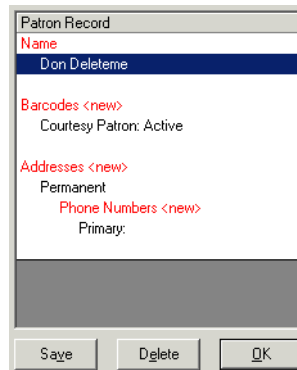 Patron Record
Name
Don Deleteme
Barcodes <new>
Courtesy Patron: Active
Addresses <new>
Permanent
Phone Numbers <new>
Primary:
Save
Delete
OK